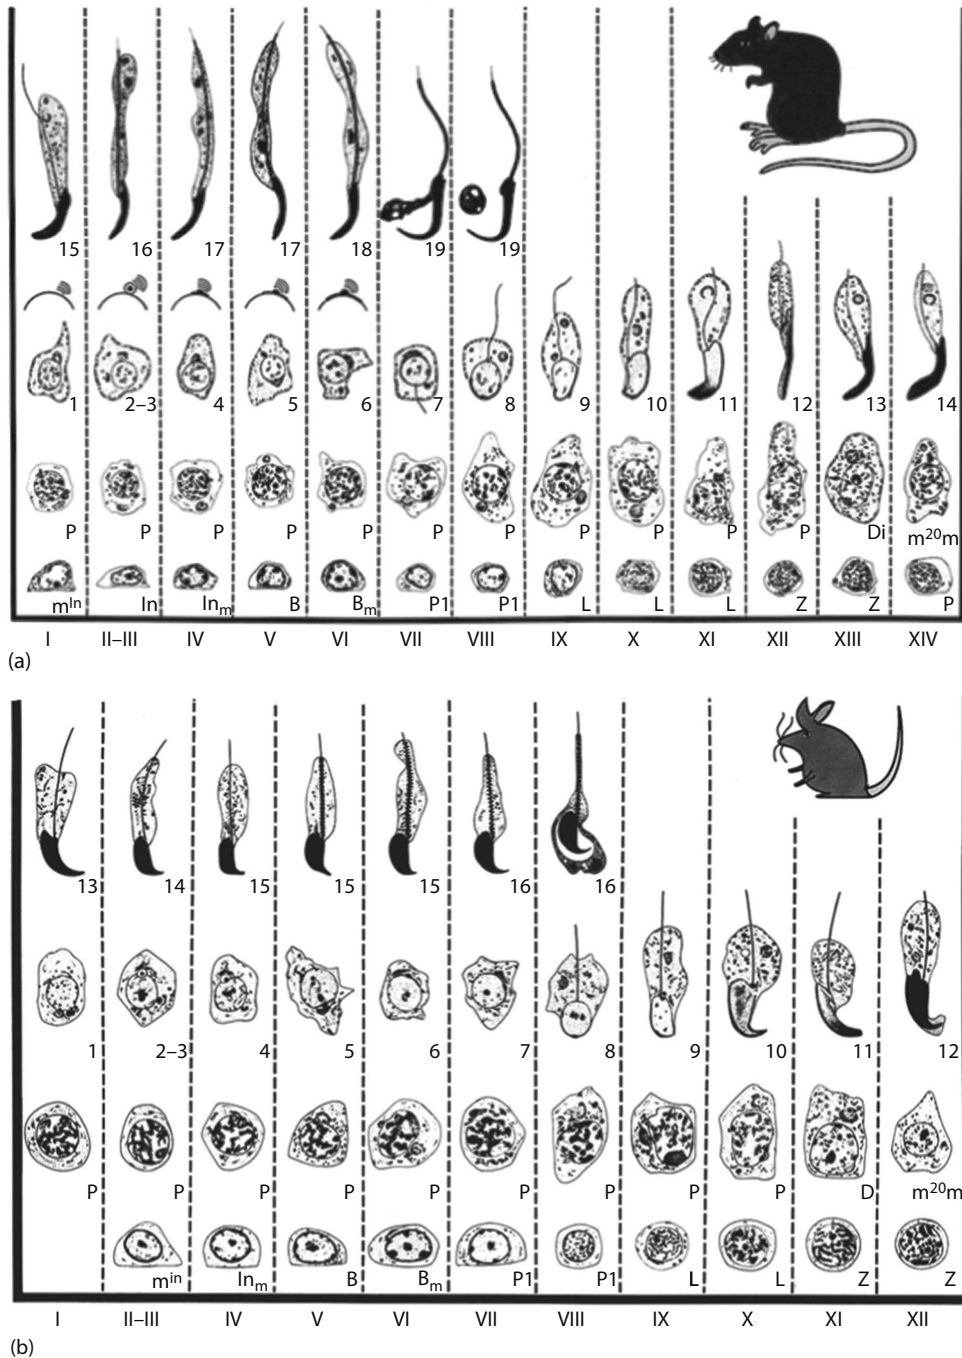 15 16 17 17 18 19 19
1 2–3 4 5 6 7 8 9 10 11 12 13 14
P P P P P P P P P P P Di m20m
mIn In Inm B Bm P1 P1 L L L Z Z P
I II–III IV V VI VII VIII IX X XI XII XIII XIV
(a)
13 14 15 15 15 16 16
1 2–3 4 5 6 7 8 9 10 11 12
P P P P P P P P P D m20m
min Inm B Bm P1 P1 L L Z Z
I II–III IV V VI VII VIII IX X XI XII
(b)